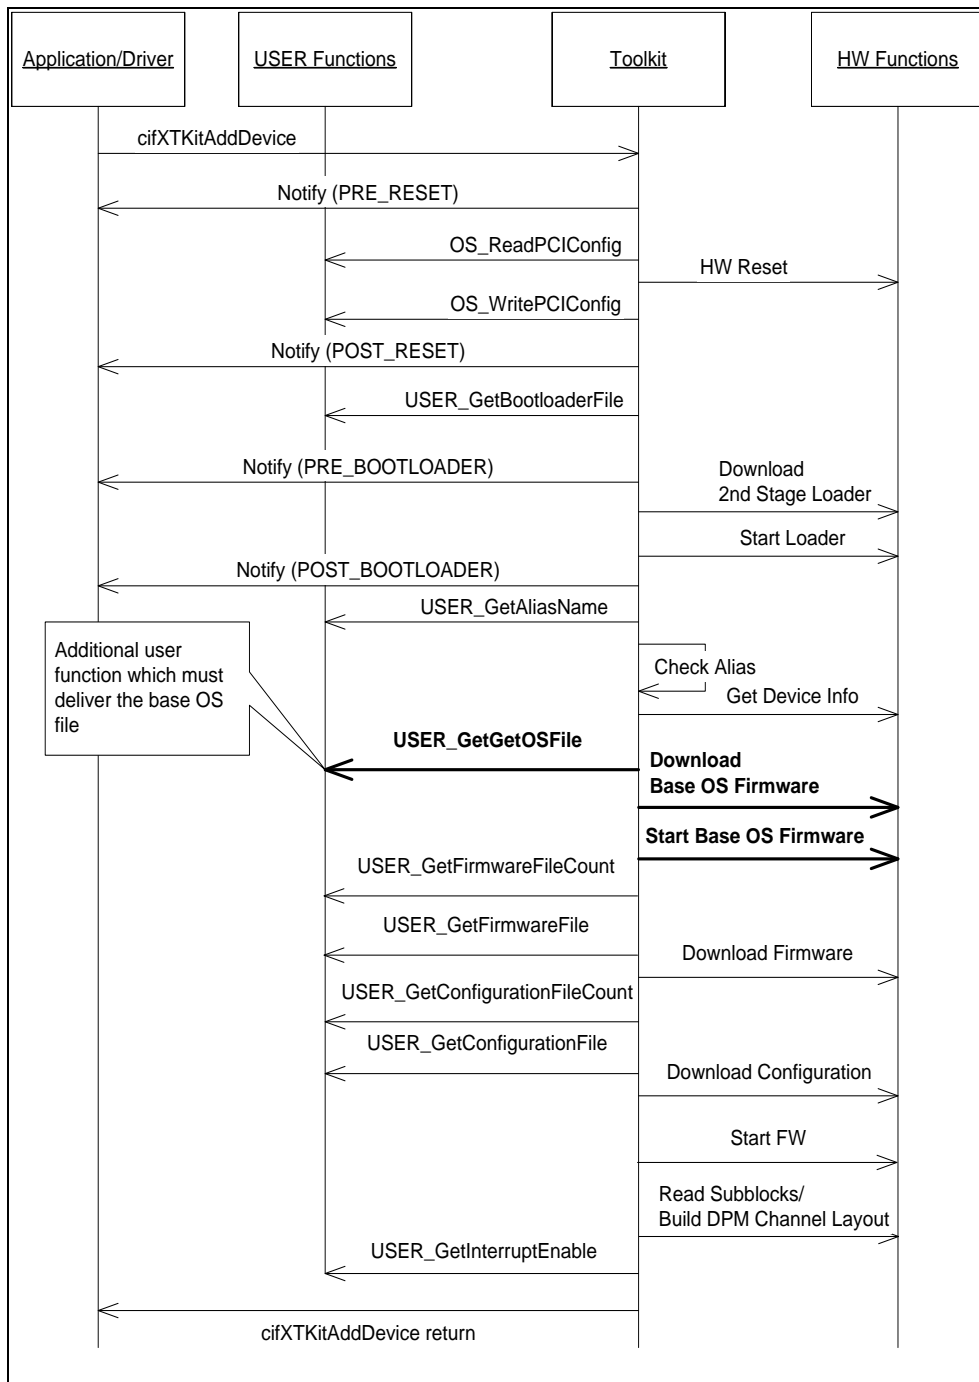 Application/Driver
USER Functions
Toolkit
HW Functions
cifXTKitAddDevice
Notify (PRE_RESET)
OS_ReadPCIConfig
HW Reset
OS_WritePCIConfig
Notify (POST_RESET)
USER_GetBootloaderFile
Notify (PRE_BOOTLOADER)
Download
2nd Stage Loader
Start Loader
Notify (POST_BOOTLOADER)
USER_GetAliasName
Additional user
function which must
deliver the base OS
file
Check Alias
Get Device Info
USER_GetGetOSFile
Download
Base OS Firmware
Start Base OS Firmware
USER_GetFirmwareFileCount
USER_GetFirmwareFile
Download Firmware
USER_GetConfigurationFileCount
USER_GetConfigurationFile
Download Configuration
Start FW
Read Subblocks/
Build DPM Channel Layout
USER_GetInterruptEnable
cifXTKitAddDevice return